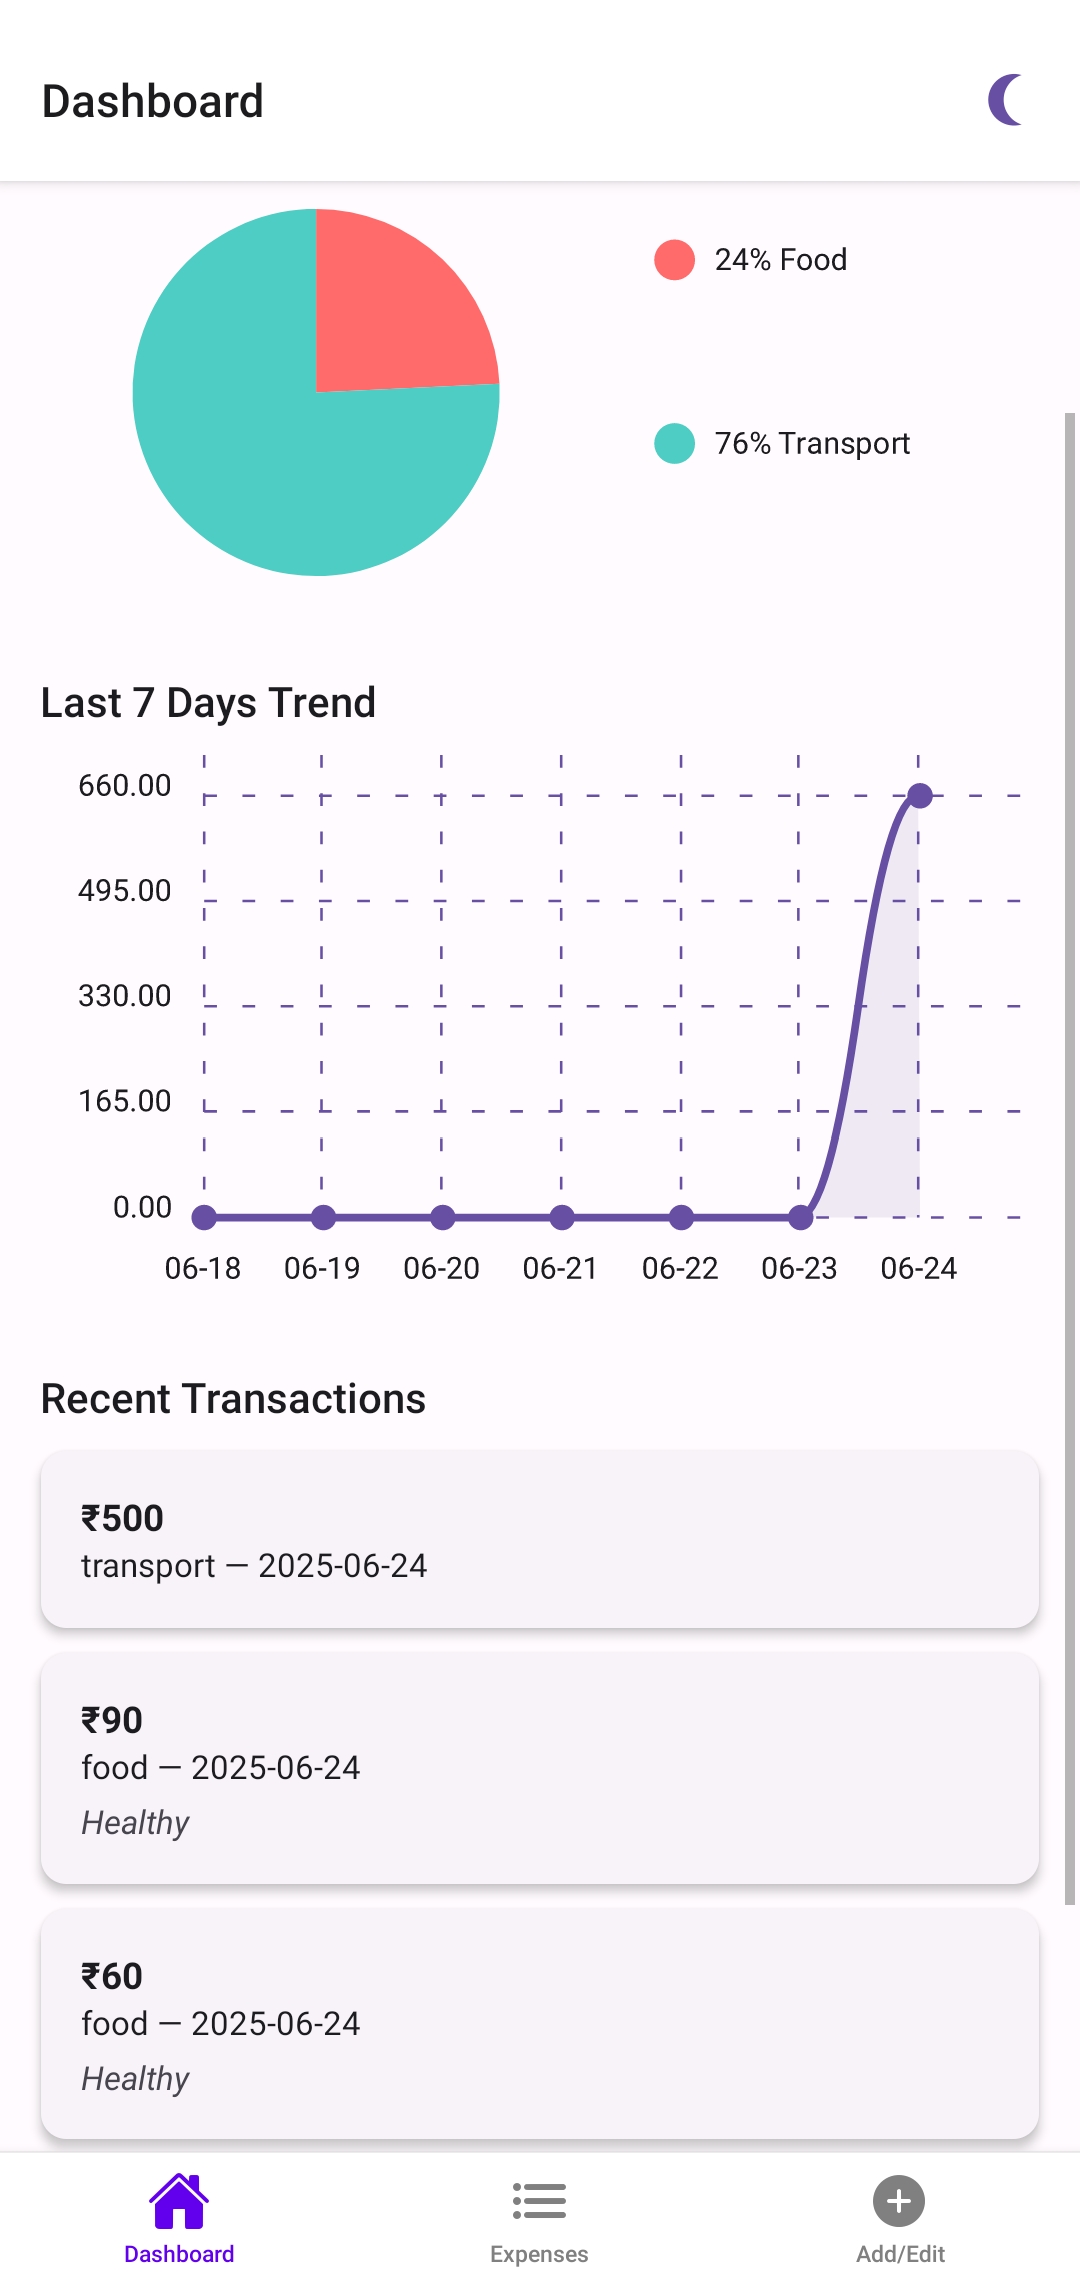 Dashboard
24% Food
76% Transport
Last 7 Days Trend
660.00
495.00
330.00
165.00
0.00
06-18 06-19 06-20 06-21 06-22 06-23 06-24
Recent Transactions
₹500
transport — 2025-06-24
₹90
food — 2025-06-24
Healthy
₹60
food — 2025-06-24
Healthy
Dashboard Expenses Add/Edit